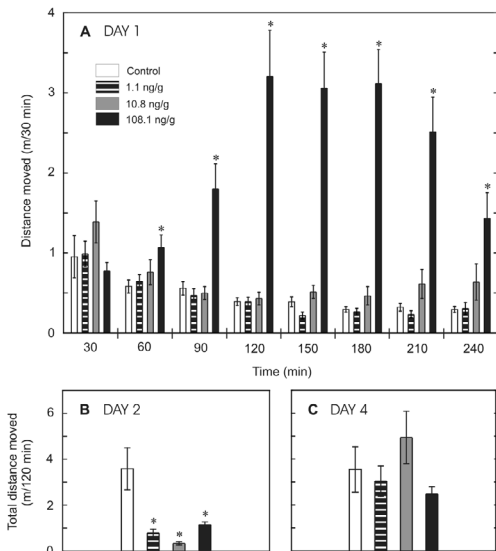 A DAY 1
Control
1.1 ng/g
10.8 ng/g
108.1 ng/g
Distance moved (m/30 min)
4
3
2
1
0
* * * * * * *
30 60 90 120 150 180 210 240
Time (min)
B DAY 2
C DAY 4
Total distance moved
(m/120 min)
6
4
2
0
* * *